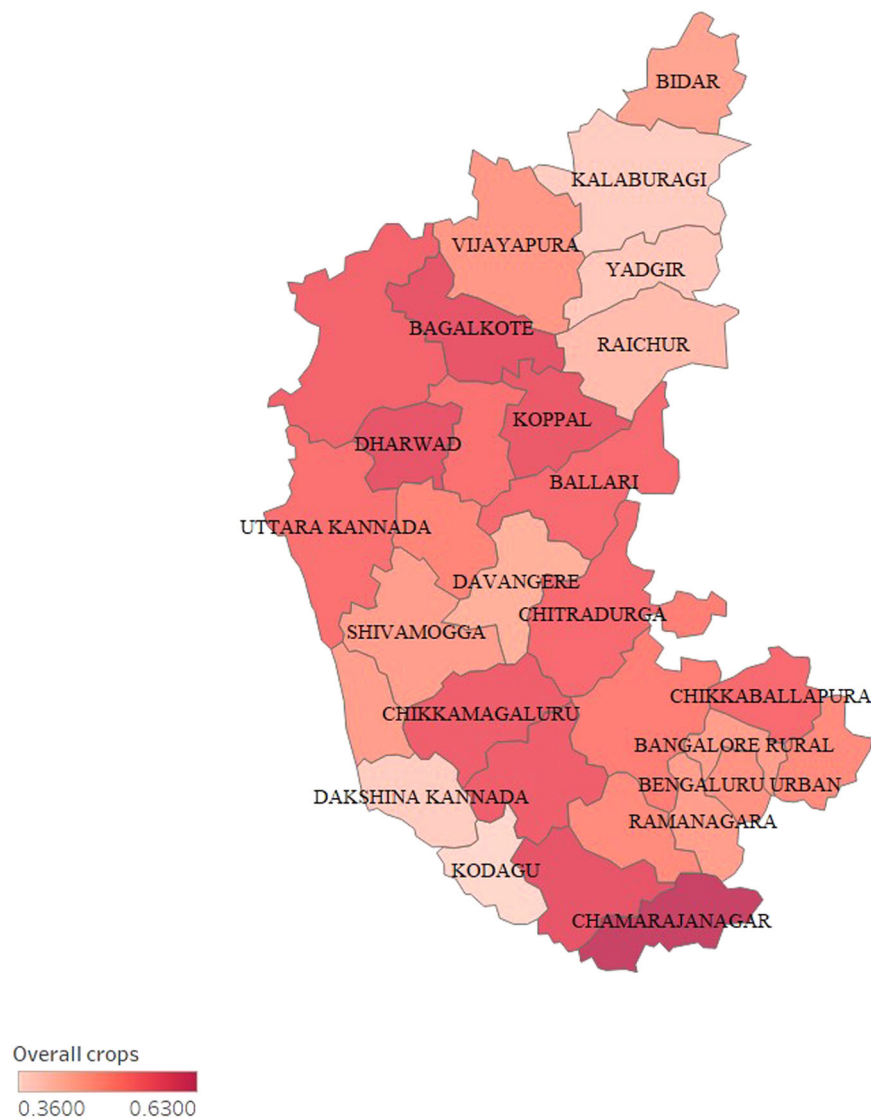 BIDAR
KALABURAGI
VIJAYAPURA
YADGIR
BAGALKOTE
RAICHUR
KOPPAL
DHARWAD
BALLARI
UTTARA KANNADA
DAVANGERE
CHITRADURGA
SHIVAMOGGA
CHIKKABALLAPURA
CHIKKAMAGALURU
BANGALORE RURAL
BENGALURU URBAN
DAKSHINA KANNADA
RAMANAGARA
KODAGU
CHAMARAJANAGAR
Overall crops
0.3600 0.6300